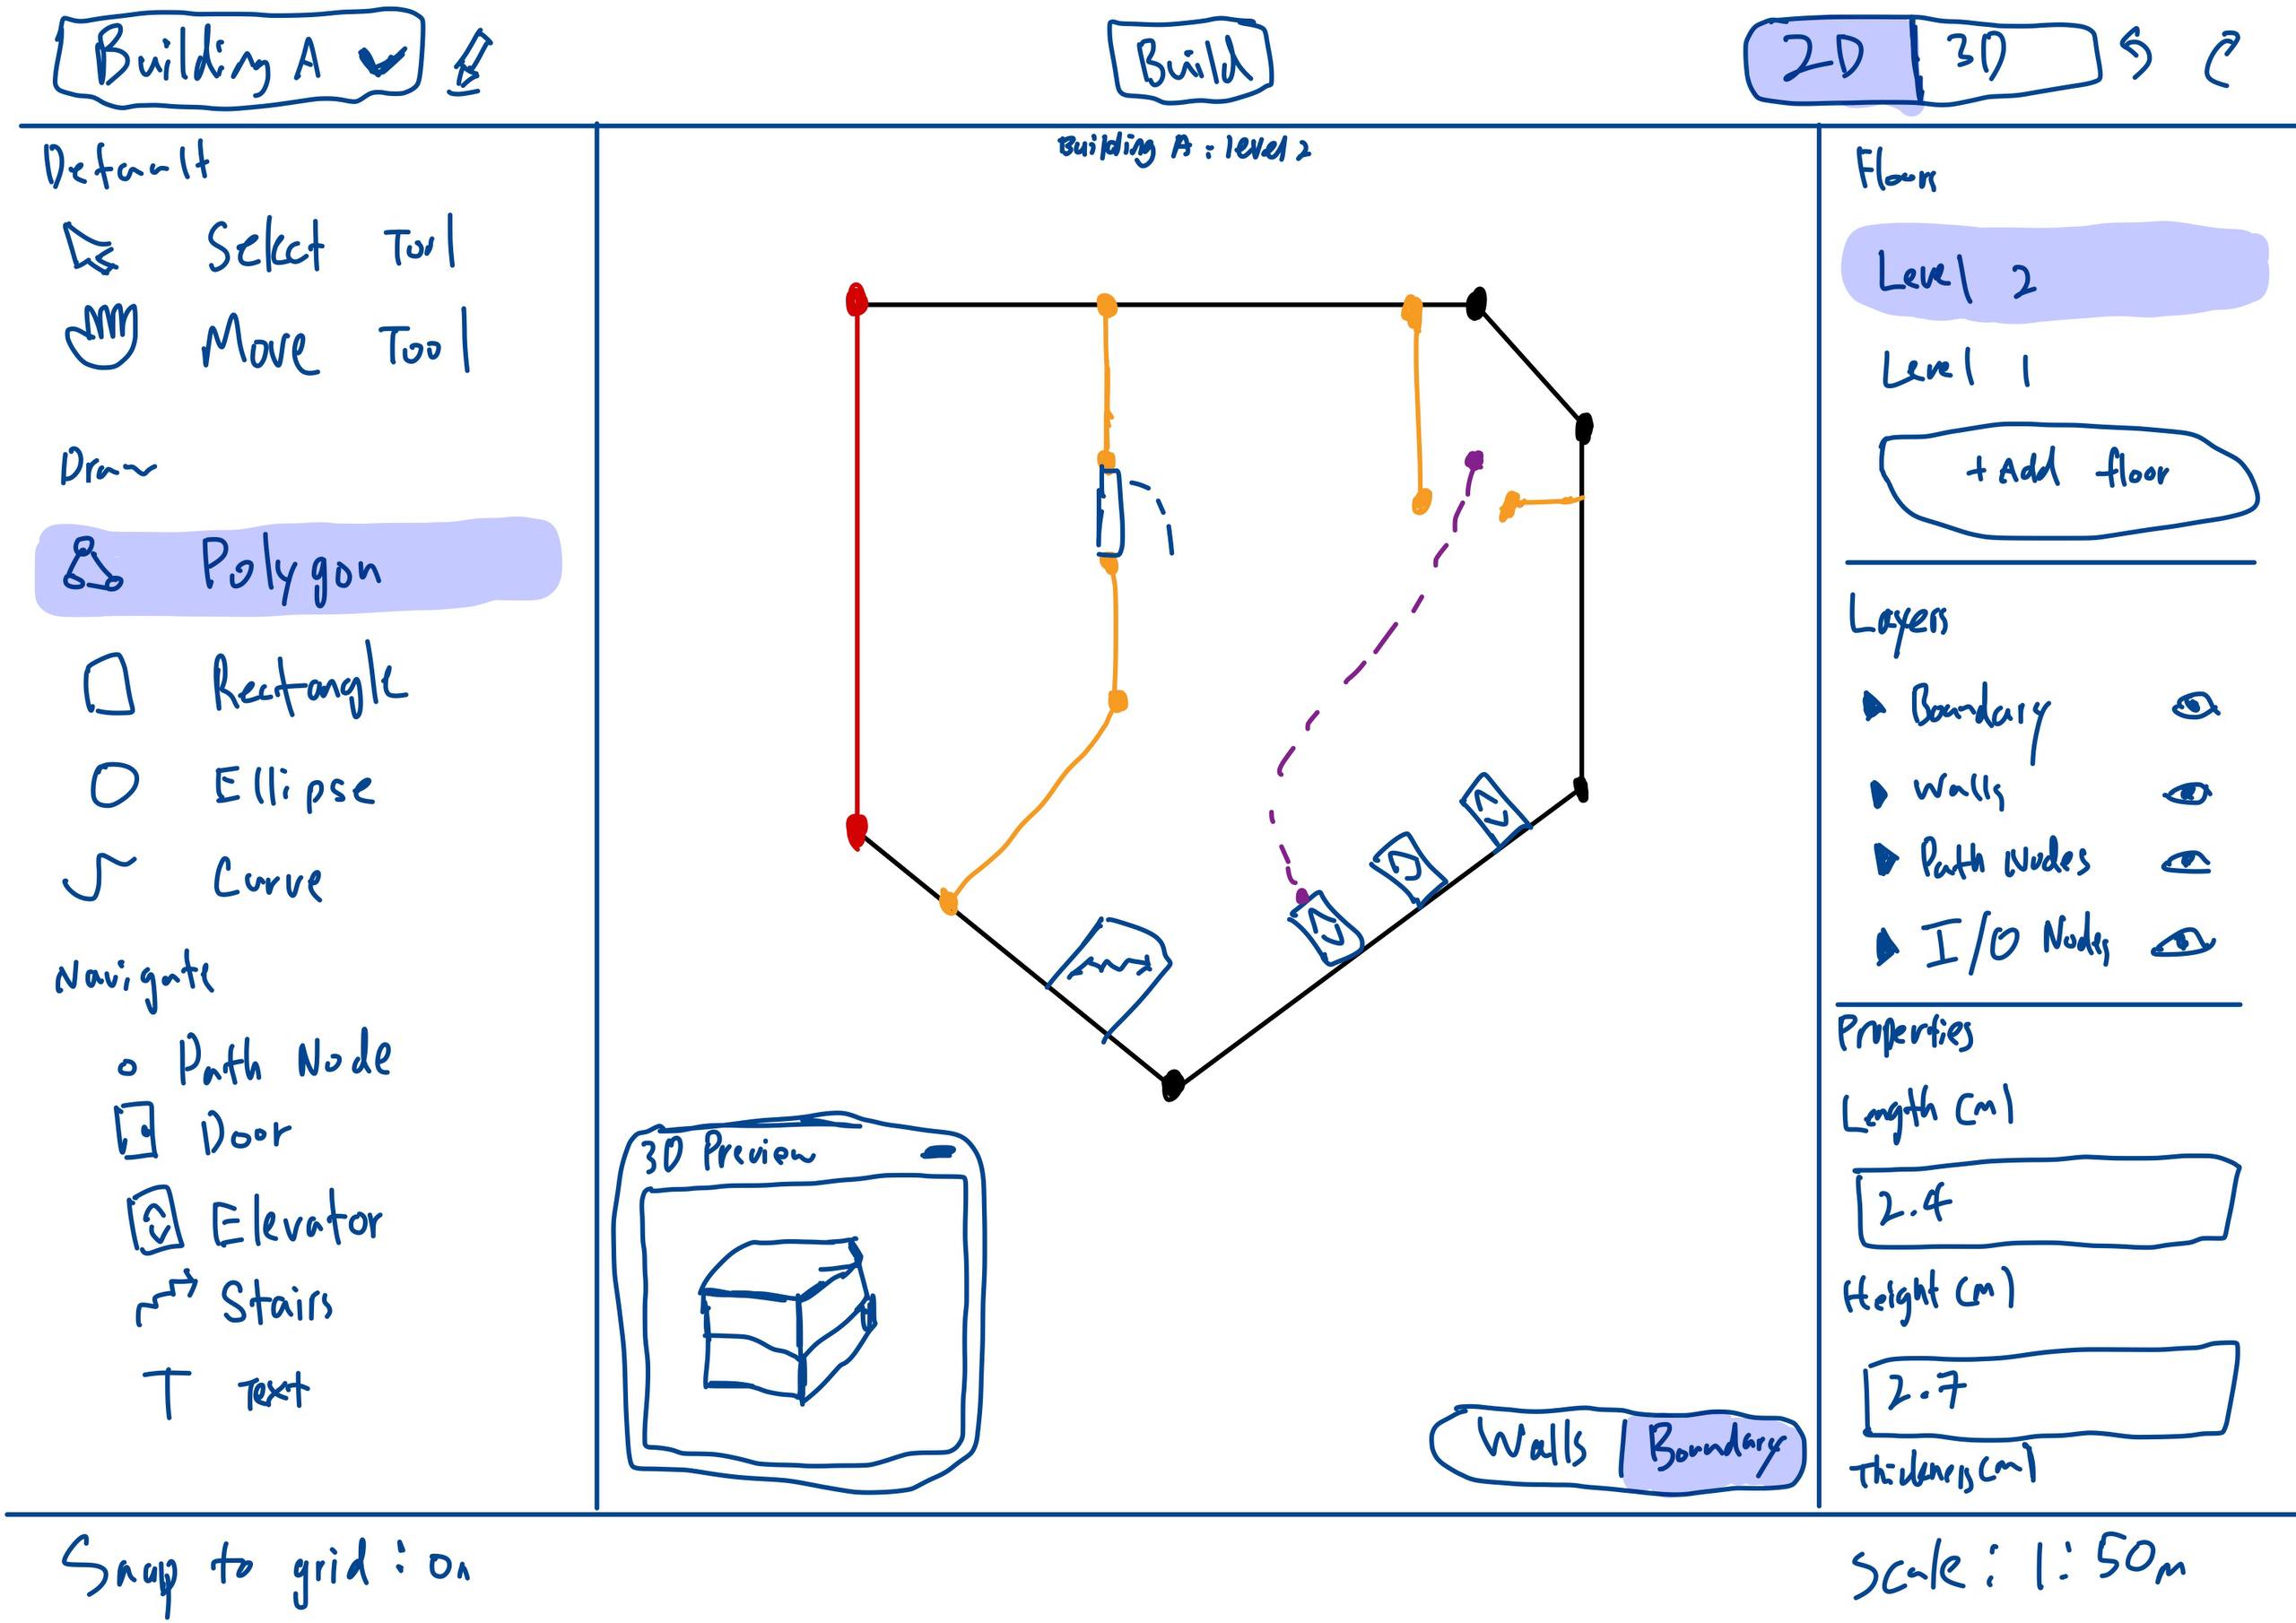 Building A
Build
2D
3D
Building A: level 2
Default
Select Tool
Move Tool
Draw
Polygon
Rectangle
Ellipse
Curve
Navigate
Path Node
Door
Elevator
Stairs
T Text
3D Preview
Walls
Boundary
Floors
Level 2
Level 1
+ Add floor
Layers
Boundary
Walls
Path Nodes
I/O Nodes
Properties
Length (m)
2.4
Height (m)
2.7
Thickness (m)
Snap to grid: On
Scale: 1:50m